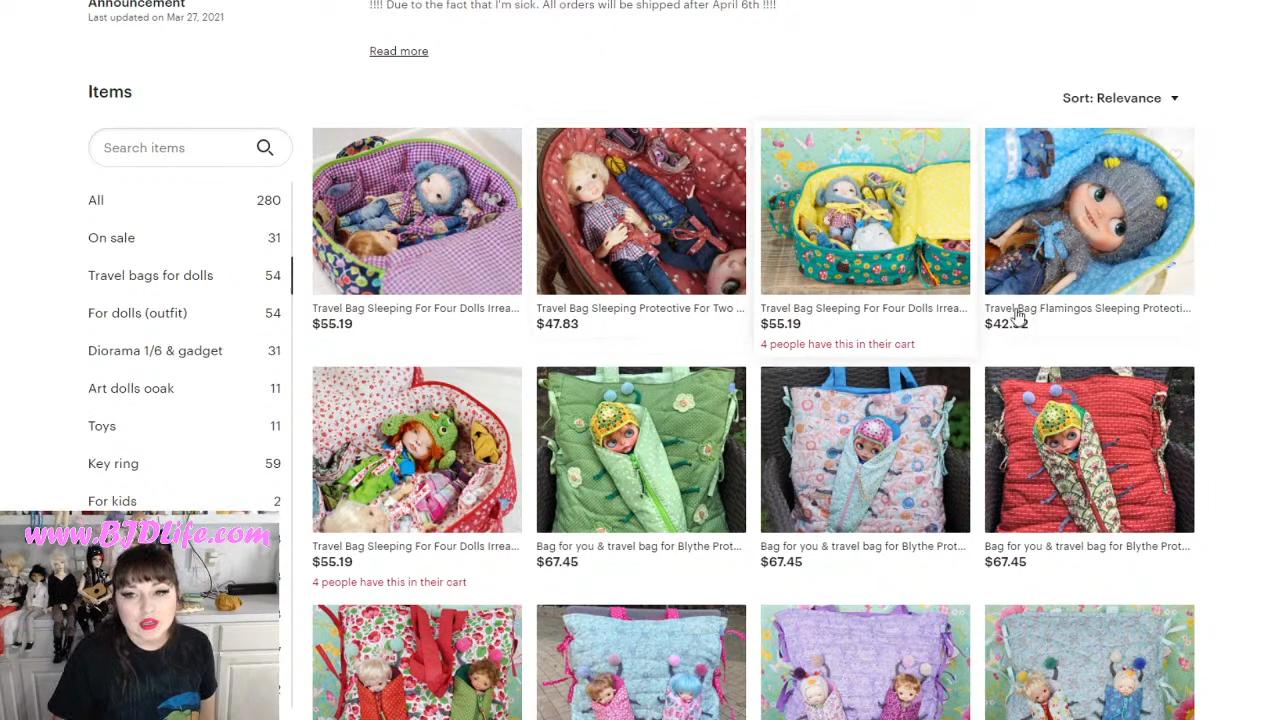 Announcement
Last updated on Mar 27, 2021
!!!! Due to the fact that I'm sick. All orders will be shipped after April 6th !!!!
Read more
Items
Sort: Relevance
Search items
All 280
On sale 31
Travel bags for dolls 54
For dolls (outfit) 54
Diorama 1/6 & gadget 31
Art dolls ooak 11
Toys 11
Key ring 59
For kids 2
Travel Bag Sleeping For Four Dolls Irrea...
$55.19
Travel Bag Sleeping Protective For Two ...
$47.83
Travel Bag Sleeping For Four Dolls Irrea...
$55.19
4 people have this in their cart
Travel Bag Flamingos Sleeping Protecti...
Travel Bag Sleeping For Four Dolls Irrea...
$55.19
4 people have this in their cart
Bag for you & travel bag for Blythe Prot...
$67.45
Bag for you & travel bag for Blythe Prot...
$67.45
Bag for you & travel bag for Blythe Prot...
$67.45
www.BJDLife.com